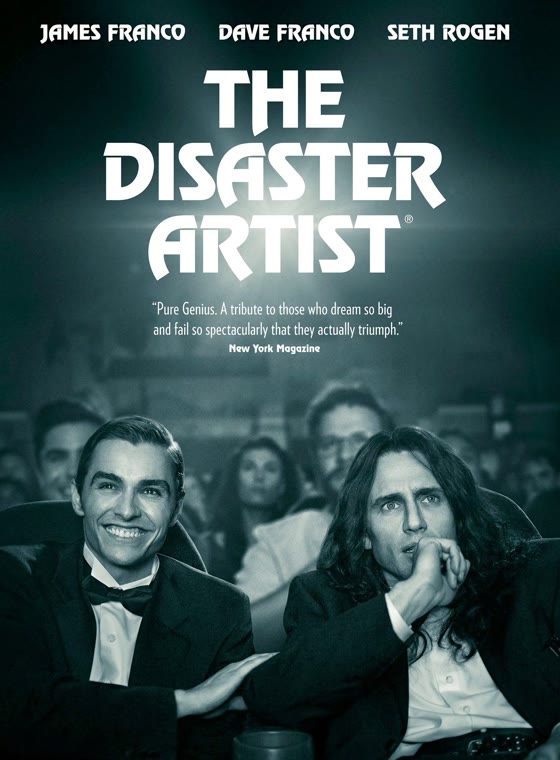 JAMES FRANCO DAVE FRANCO SETH ROGEN
THE
DISASTER
ARTIST®
“Pure Genius. A tribute to those who dream so big
and fail so spectacularly that they actually triumph.”
New York Magazine